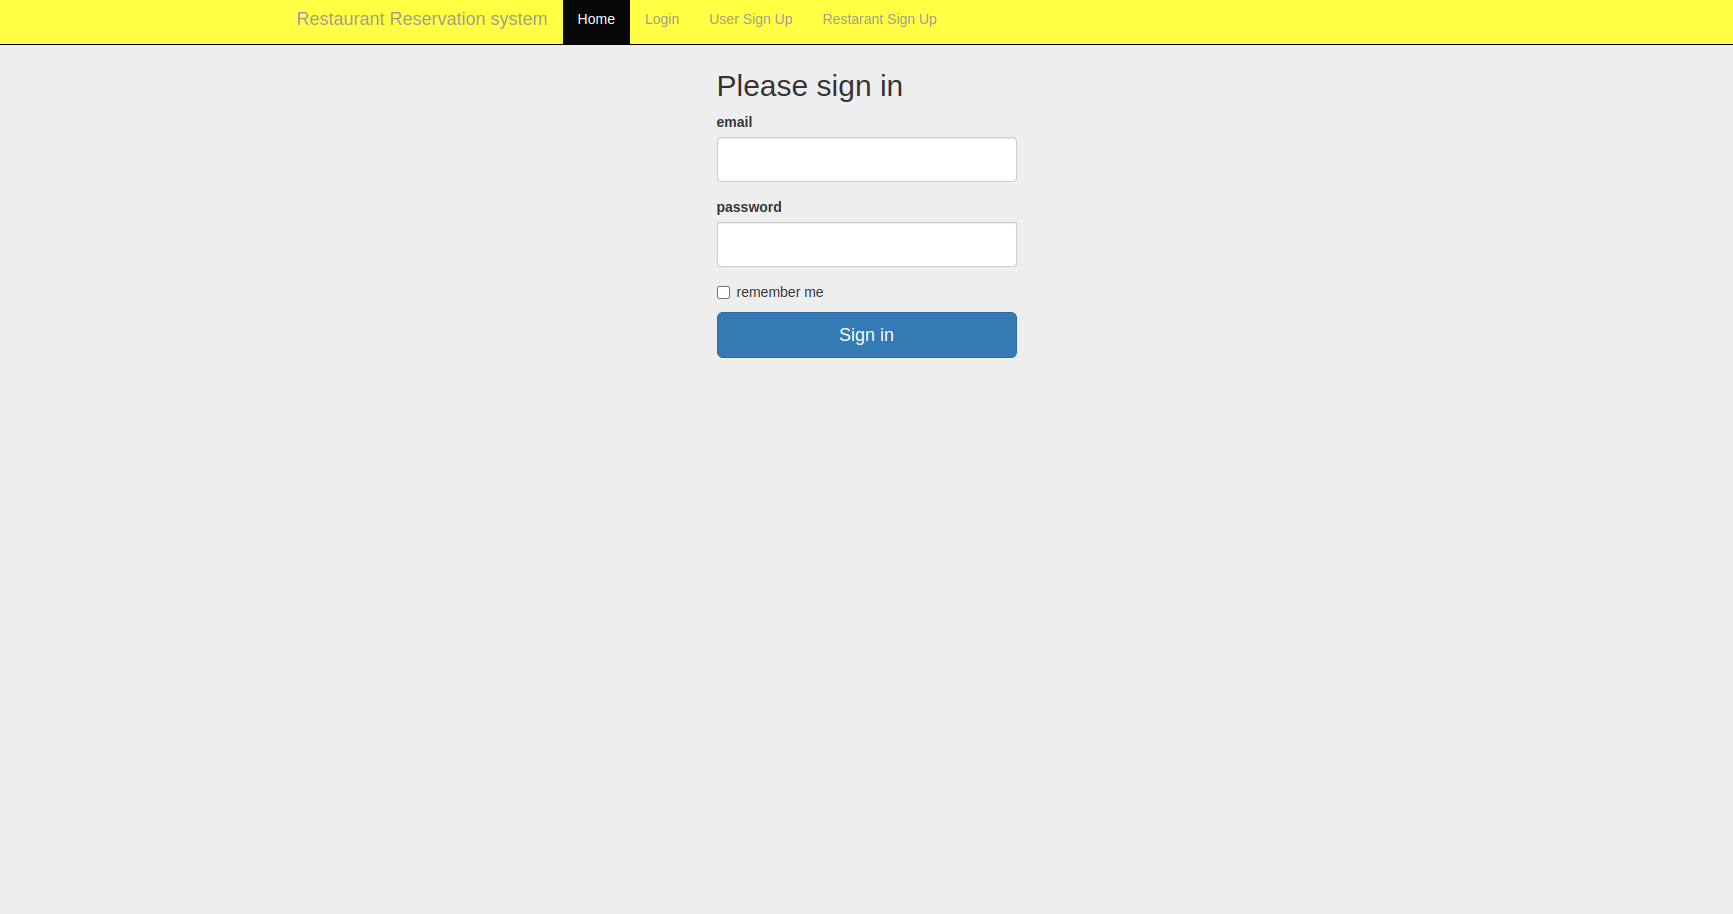 Restaurant Reservation system Home Login User Sign Up Restarant Sign Up
Please sign in
email
password
remember me
Sign in